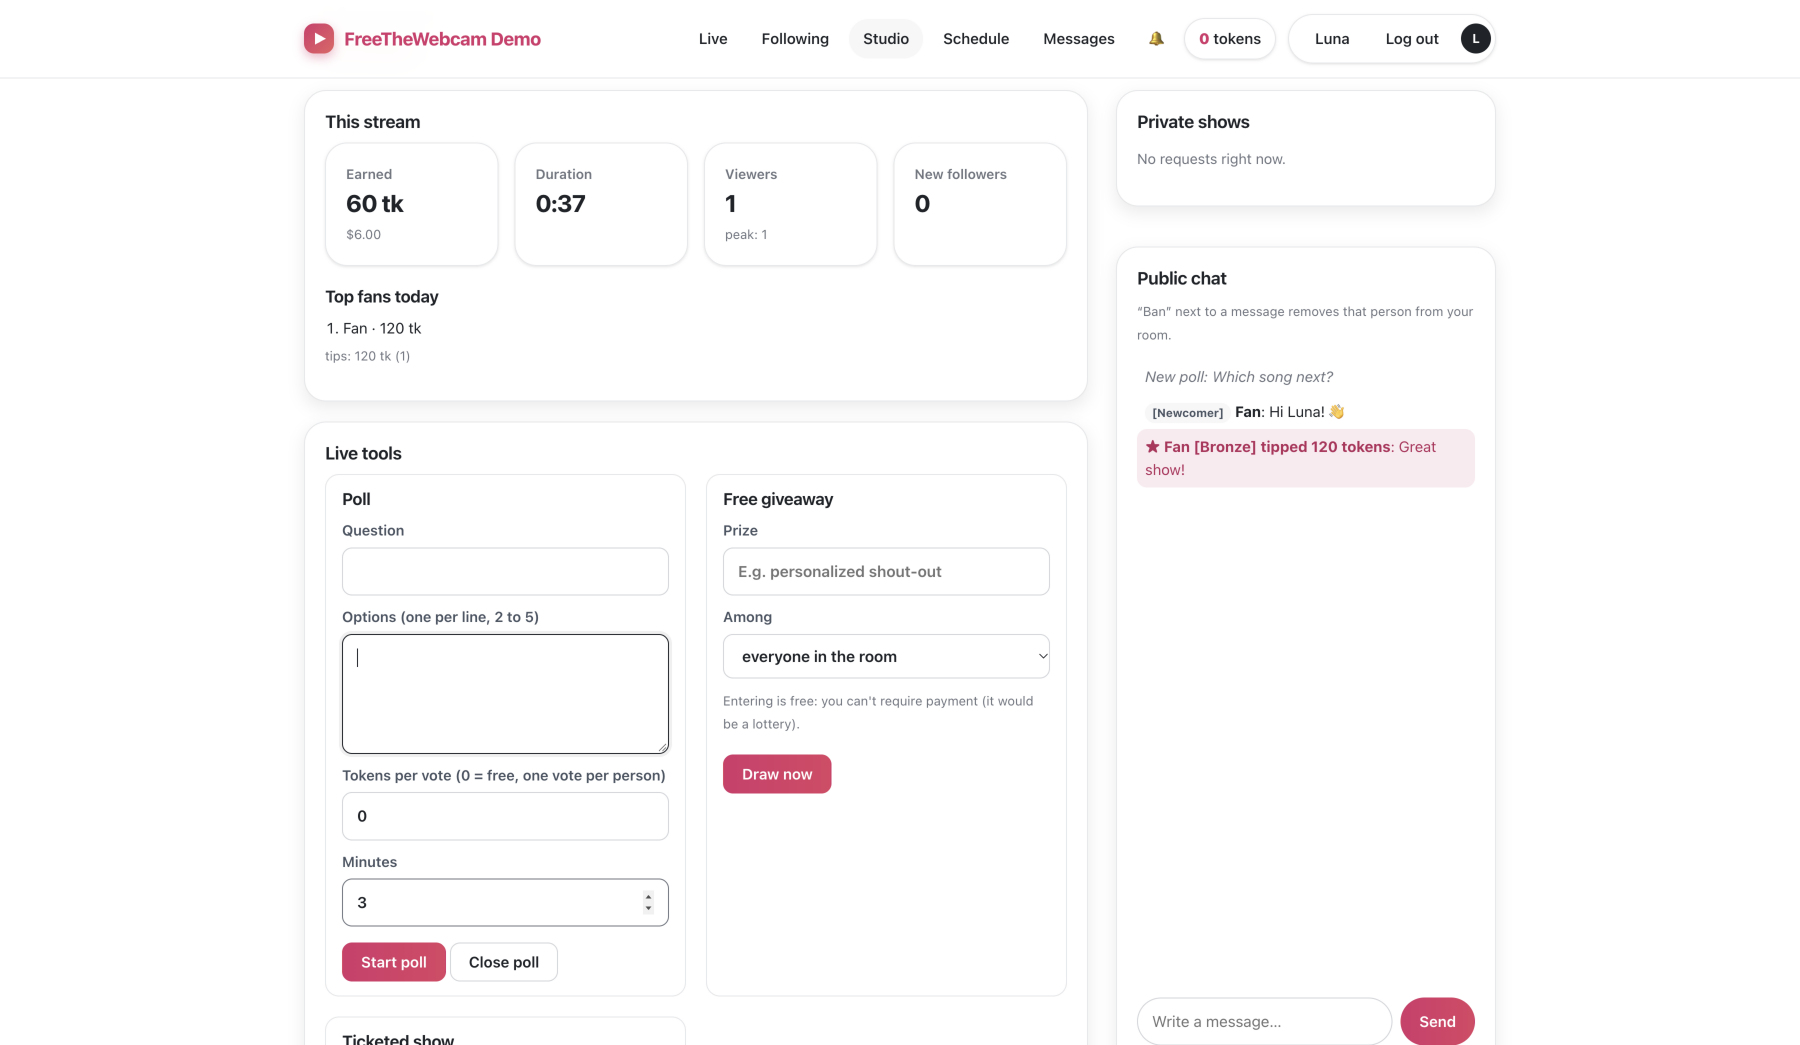 FreeTheWebcam Demo
Live
Following
Studio
Schedule
Messages
0 tokens
Luna
Log out
L
This stream
Earned
60 tk
$6.00
Duration
0:37
Viewers
1
peak: 1
New followers
0
Top fans today
1. Fan · 120 tk
tips: 120 tk (1)
Live tools
Poll
Question
Options (one per line, 2 to 5)
Tokens per vote (0 = free, one vote per person)
0
Minutes
3
Start poll
Close poll
Free giveaway
Prize
E.g. personalized shout-out
Among
everyone in the room
Entering is free: you can't require payment (it would
be a lottery).
Draw now
Ticketed show
Private shows
No requests right now.
Public chat
“Ban” next to a message removes that person from your
room.
New poll: Which song next?
[Newcomer] Fan: Hi Luna! 👋
★ Fan [Bronze] tipped 120 tokens: Great
show!
Write a message...
Send